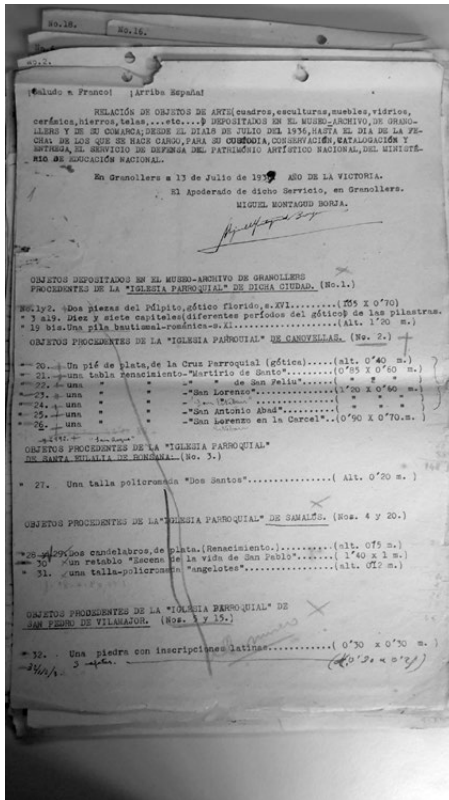 No.18.
No.16.
No.2.
¡Saludo a Franco! ¡Arriba España!
RELACIÓN DE OBJETOS DE ARTE(cuadros,esculturas,muebles,vidrios,
cerámica,hierros,telas,...etc....) DEPOSITADOS EN EL MUSEO-ARCHIVO,DE GRANO-
LLERS Y DE SU COMARCA;DESDE EL DIA18 DE JULIO DEL 1936,HASTA EL DIA DE LA FE-
CHA: DE LOS QUE SE HACE CARGO,PARA SU CUSTODIA,CONSERVACIÓN,CATALOGACIÓN Y
ENTREGA, EL SERVICIO DE DEFENSA DEL PATRIMONIO ARTÍSTICO NACIONAL,DEL MINISTÉ-
RIO DE EDUCACIÓN NACIONAL.
En Granollers a 13 de Julio de 1939 AÑO DE LA VICTORIA.
El Apoderado de dicho Servicio, en Granollers.
MIGUEL MONTAGUD BORJA.
Miguel Montagud Borja
OBJETOS DEPOSITADOS EN EL MUSEO-ARCHIVO DE GRANOLLERS
PROCEDENTES DE LA "IGLESIA PARROQUIAL" DE DICHA CIUDAD. (No.1.)
No.1y2. Dos piezas del Púlpito,gótico florido,s.XVI........(165 X 0'70)
" 3 al9. Diez y siete capiteles(diferentes períodos del gótico) de las pilastras.
" 19 bis.Una pila bautismal-románica-s.XI..................(Alt. 1'20 m.)
OBJETOS PROCEDENTES DE LA "IGLESIA PARROQUIAL" DE CANOVELLAS. (No. 2.)
" 20. Un pié de plata,de la Crus Parroquial (gótica).....(alt. 0'40 m.)
" 21. una tabla renacimiento-"Martirio de Santo".........(0'85 X 0'60 m.)
" 22. una " " - " de San Feliu"....( " " )
" 23. una " " -"San Lorenzo"................(1'20 X 0'60 m.
" 24. una " "
" 25. una " " -"San Antonio Abad"...........( " " )
" 26. una " " -"San Lorenzo en la Carcel"..(0'90 X 0'70.m.)
OBJETOS PROCEDENTES DE LA "IGLESIA PARROQUIAL"
DE SANTA EULALIA DE RONSANA: (No. 3.)
" 27. Una talla policromada "Dos Santos"................( Alt. 0'20 m. )
OBJETOS PROCEDENTES DE LA"IGLESIA PARROQUIAL" DE SAMALÚS. (Nos. 4 y 20.)
"28 y 29.Dos candelabros,de plata.(Renacimiento.).......(alt. 0'15 m.)
" 30 un retablo "Escena de la vida de San Pablo"......( 1'40 x 1 m.)
" 31. una talla-policromada "angelotes"................(alt. 0'12 m.)
OBJETOS PROCEDENTES DE LA "IGLESIA PARROQUIAL" DE
SAN PEDRO DE VILAMAJOR. (Nos. 5 y 15.)
" 32. Una piedra con inscripciones latinas............( 0'30 x 0'30 m. )